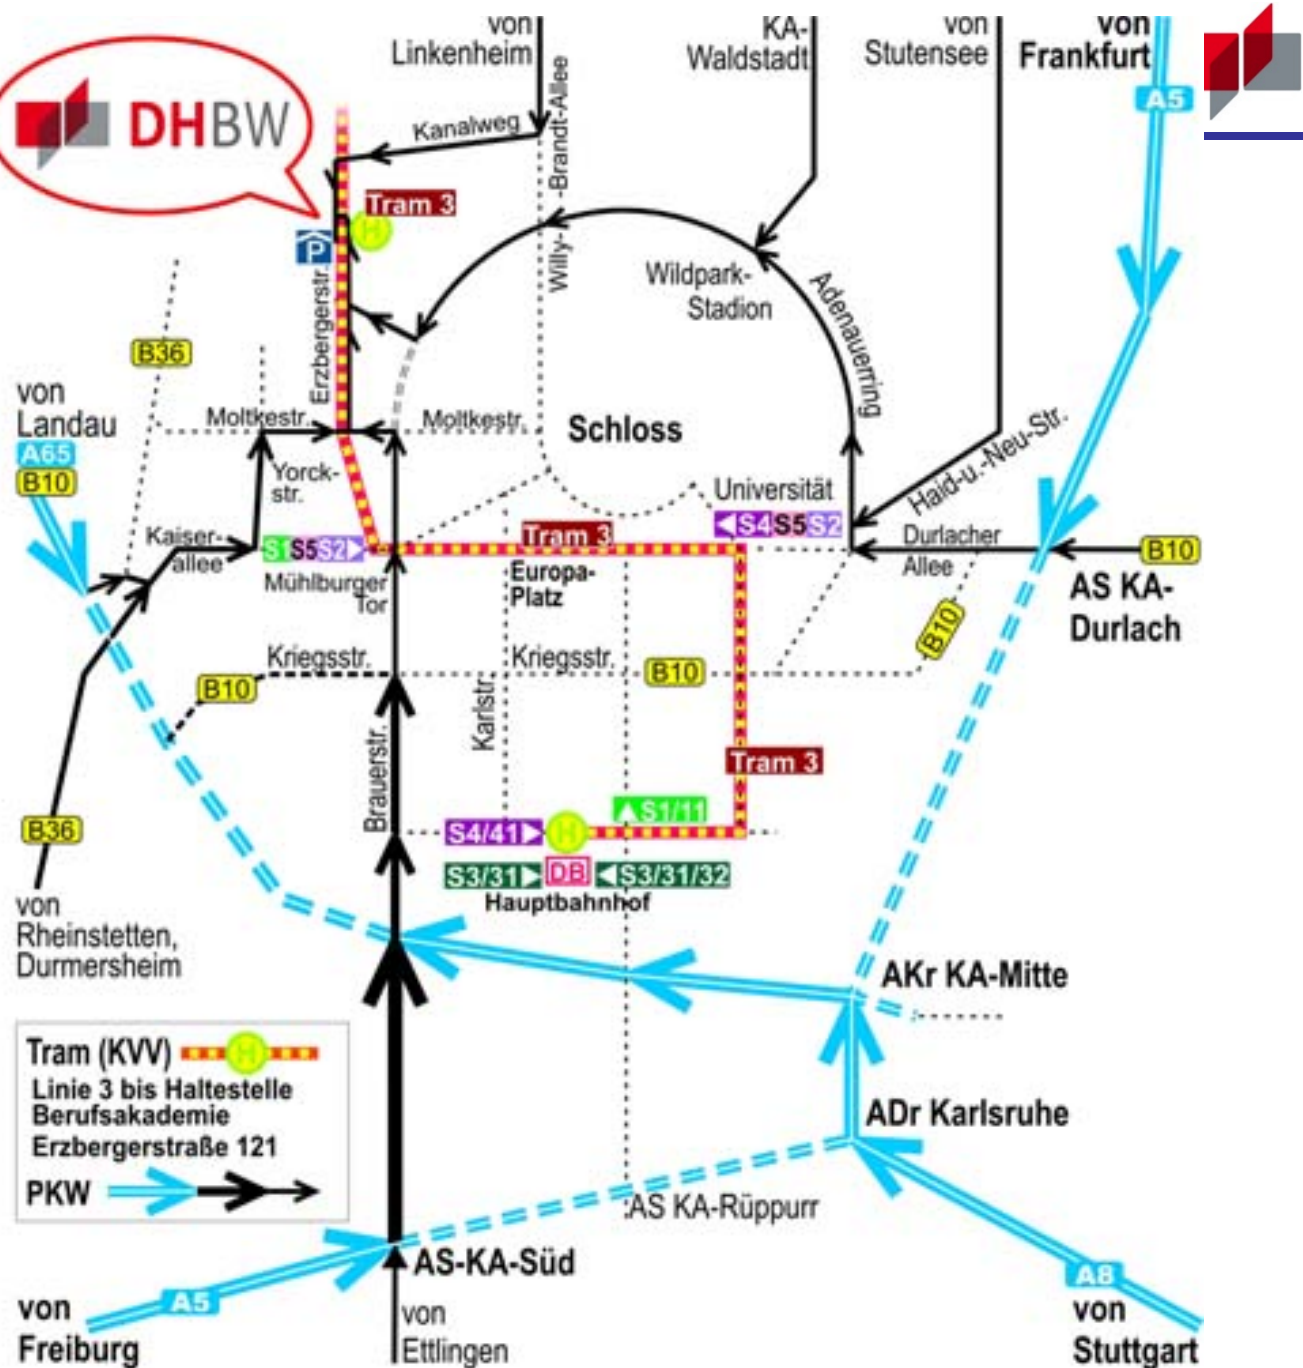 von
Linkenheim
KA-
Waldstadt
von
Stutensee
von
Frankfurt
A5
DHBW
Kanalweg
Willy-Brandt-Allee
Tram 3
H
P
Erzbergerstr.
Wildpark-
Stadion
Adenauerring
B36
von
Landau
A65
B10
Moltkestr.
Moltkestr.
Schloss
Haid-u.-Neu-Str.
Yorck-
str.
Universität
S4 S5 S2
Kaiser-
allee
S1 S5 S2
Tram 3
Durlacher
Allee
B10
Mühlburger
Tor
Europa-
Platz
AS KA-
Durlach
B10
Kriegsstr.
Kriegsstr.
B10
B10
Karlstr.
Brauerstr.
Tram 3
B36
S1/11
S4/41
H
S3/31
DB
S3/31/32
Hauptbahnhof
von
Rheinstetten,
Durmersheim
AKr KA-Mitte
Tram (KVV)
H
Linie 3 bis Haltestelle
Berufsakademie
Erzbergerstraße 121
PKW
ADr Karlsruhe
AS KA-Rüppurr
AS-KA-Süd
A5
A8
von
Freiburg
von
Ettlingen
von
Stuttgart